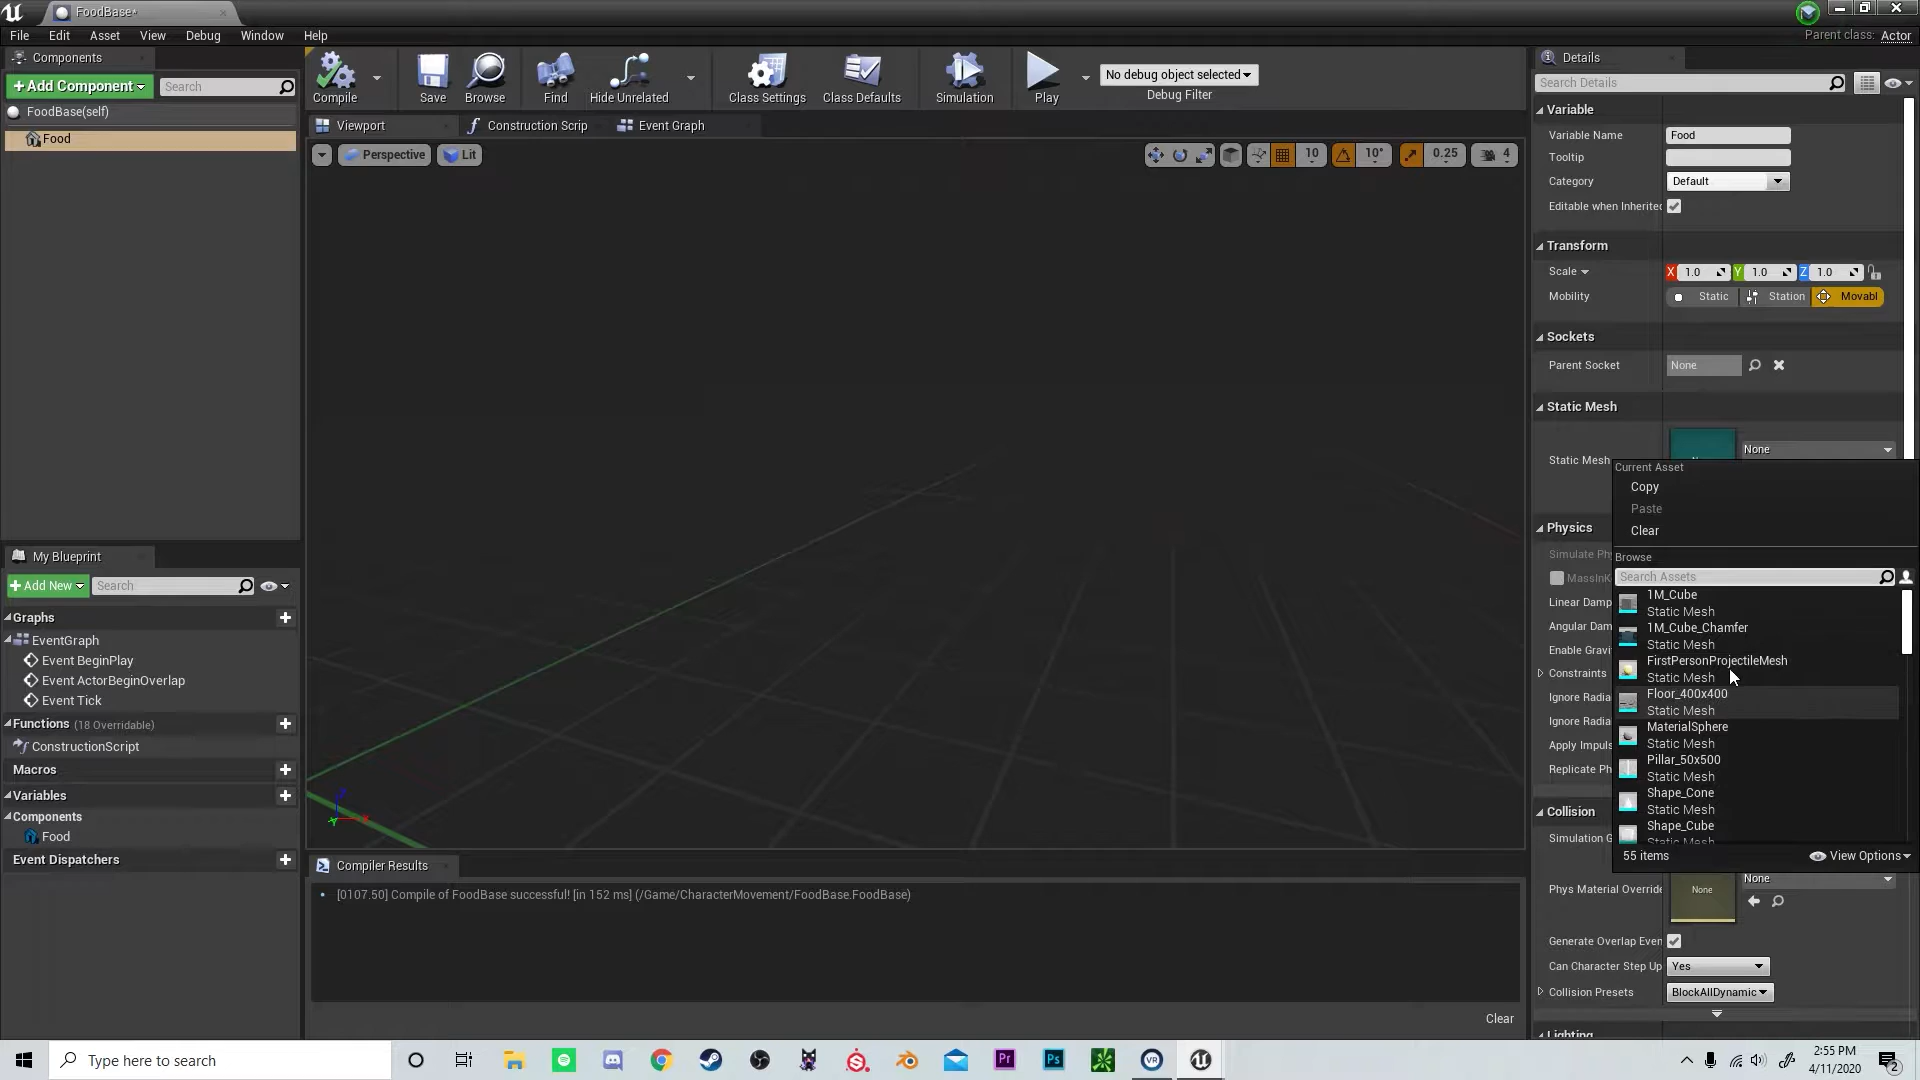 FoodBase*
File Edit Asset View Debug Window Help
Parent class: Actor
Components
+Add Component
Search
FoodBase(self)
Food
Compile
Save
Browse
Find
Hide Unrelated
Class Settings
Class Defaults
Simulation
Play
No debug object selected
Debug Filter
Viewport
Construction Scrip
Event Graph
Perspective
Lit
10
10°
0.25
4
My Blueprint
+Add New
Search
Graphs
EventGraph
Event BeginPlay
Event ActorBeginOverlap
Event Tick
Functions (18 Overridable)
ConstructionScript
Macros
Variables
Components
Food
Event Dispatchers
Compiler Results
[0107.50] Compile of FoodBase successful! [in 152 ms] (/Game/CharacterMovement/FoodBase.FoodBase)
Clear
Details
Search Details
Variable
Variable Name Food
Tooltip
Category Default
Editable when Inherited
Transform
Scale X 1.0 Y 1.0 Z 1.0
Mobility Static Station Movabl
Sockets
Parent Socket None
Static Mesh
Static Mesh None
Current Asset
Copy
Paste
Clear
Browse
Search Assets
1M_Cube
Static Mesh
1M_Cube_Chamfer
Static Mesh
FirstPersonProjectileMesh
Static Mesh
Floor_400x400
Static Mesh
MaterialSphere
Static Mesh
Pillar_50x500
Static Mesh
Shape_Cone
Static Mesh
Shape_Cube
Static Mesh
55 items
View Options
Physics
Simulate Ph
MassInK
Linear Damp
Angular Dam
Enable Gravi
Constraints
Ignore Radia
Ignore Radia
Apply Impuls
Replicate Ph
Collision
Simulation G
Phys Material Override None None
Generate Overlap Even
Can Character Step Up Yes
Collision Presets BlockAllDynamic
Lighting
Type here to search
2:55 PM
4/11/2020
2